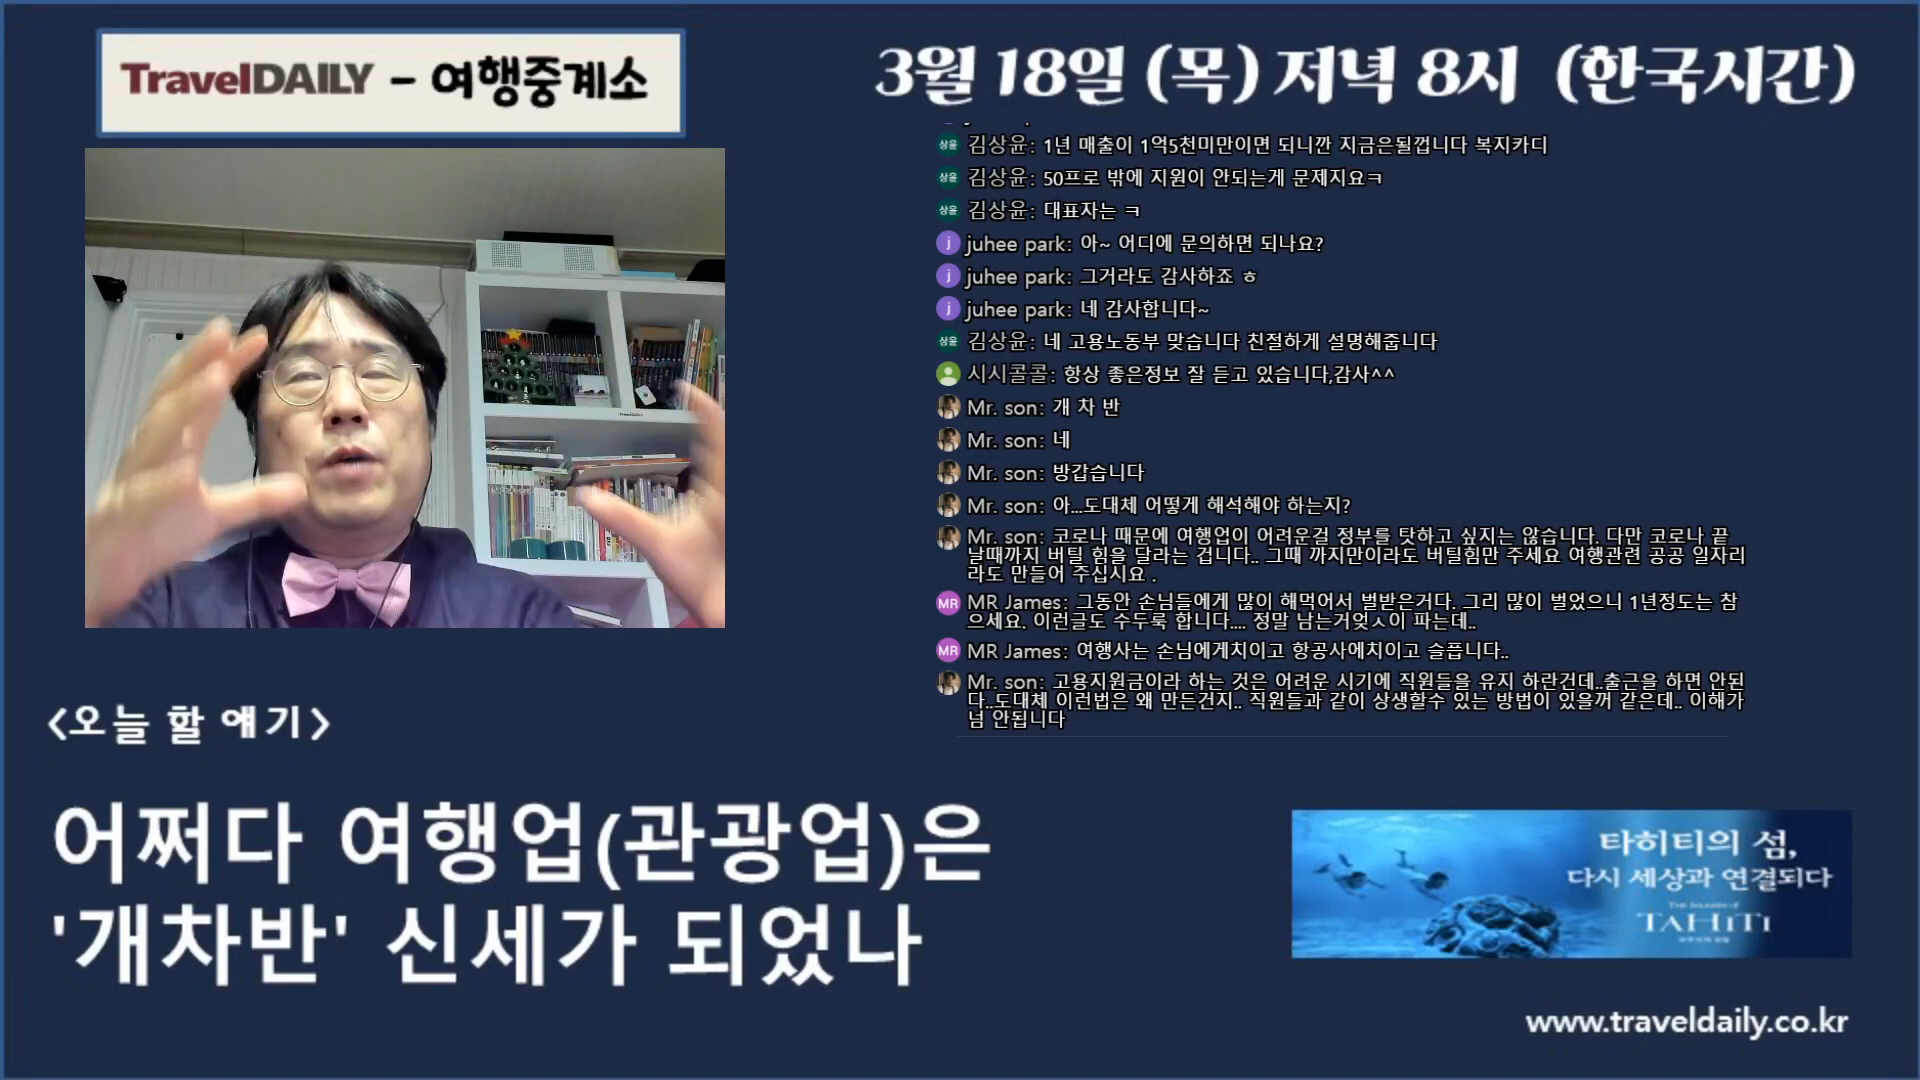 TravelDAILY - 여행중계소
3월 18일 (목) 저녁 8시 (한국시간)
상윤 김상윤: 1년 매출이 1억5천미만이면 되니깐 지금은될껍니다 복지카디
상윤 김상윤: 50프로 밖에 지원이 안되는게 문제지요ㅋ
상윤 김상윤: 대표자는 ㅋ
j juhee park: 아~ 어디에 문의하면 되나요?
j juhee park: 그거라도 감사하죠 ㅎ
j juhee park: 네 감사합니다~
상윤 김상윤: 네 고용노동부 맞습니다 친절하게 설명해줍니다
시시콜콜: 항상 좋은정보 잘 듣고 있습니다,감사^^
Mr. son: 개 차 반
Mr. son: 네
Mr. son: 방갑습니다
Mr. son: 아...도대체 어떻게 해석해야 하는지?
Mr. son: 코로나 때문에 여행업이 어려운걸 정부를 탓하고 싶지는 않습니다. 다만 코로나 끝
날때까지 버틸 힘을 달라는 겁니다.. 그때 까지만이라도 버틸힘만 주세요 여행관련 공공 일자리
라도 만들어 주십시요 .
MR MR James: 그동안 손님들에게 많이 해먹어서 벌받은거다. 그리 많이 벌었으니 1년정도는 참
으세요. 이런글도 수두룩 합니다.... 정말 남는거엊ㅅ이 파는데..
MR MR James: 여행사는 손님에게치이고 항공사에치이고 슬픕니다..
Mr. son: 고용지원금이라 하는 것은 어려운 시기에 직원들을 유지 하란건데..출근을 하면 안된
다..도대체 이런법은 왜 만든건지.. 직원들과 같이 상생할수 있는 방법이 있을꺼 같은데.. 이해가
넘 안됩니다
<오늘 할 얘기>
어쩌다 여행업(관광업)은
'개차반' 신세가 되었나
타히티의 섬,
다시 세상과 연결되다
TAHITI
www.traveldaily.co.kr